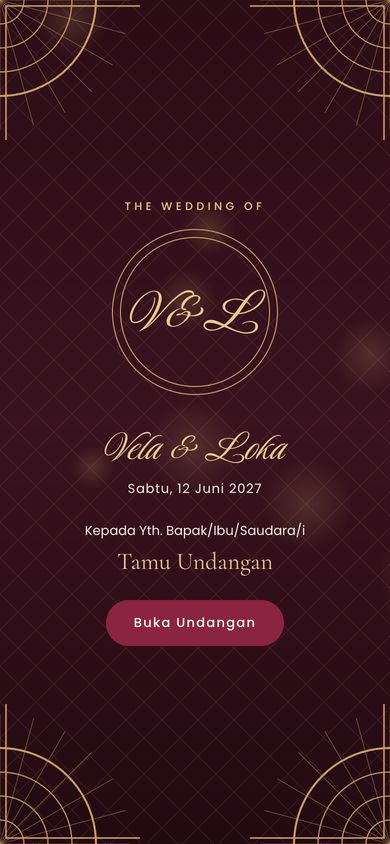 THE WEDDING OF
V&L
Vela & Loka
Sabtu, 12 Juni 2027
Kepada Yth. Bapak/Ibu/Saudara/i
Tamu Undangan
Buka Undangan